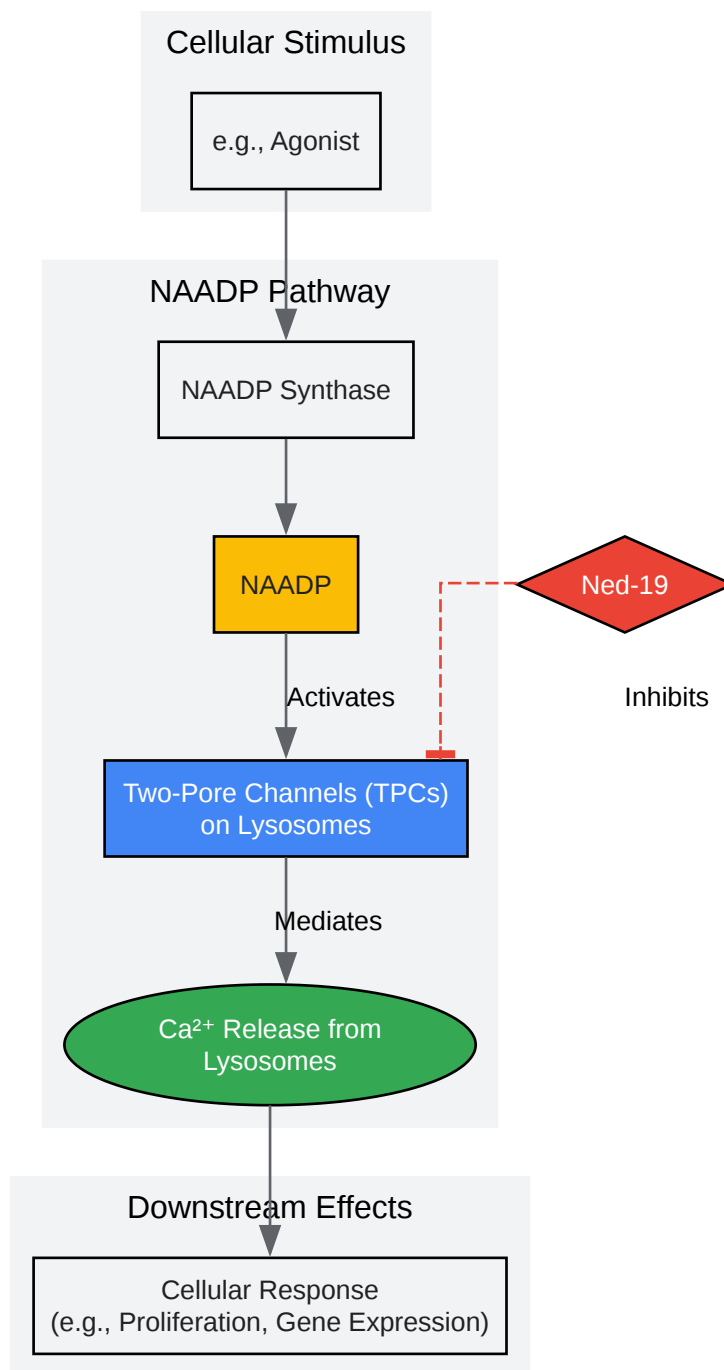 Cellular Stimulus
e.g., Agonist
NAADP Pathway
NAADP Synthase
NAADP
Ned-19
Activates
Inhibits
Two-Pore Channels (TPCs)
on Lysosomes
Mediates
Ca²⁺ Release from
Lysosomes
Downstream Effects
Cellular Response
(e.g., Proliferation, Gene Expression)